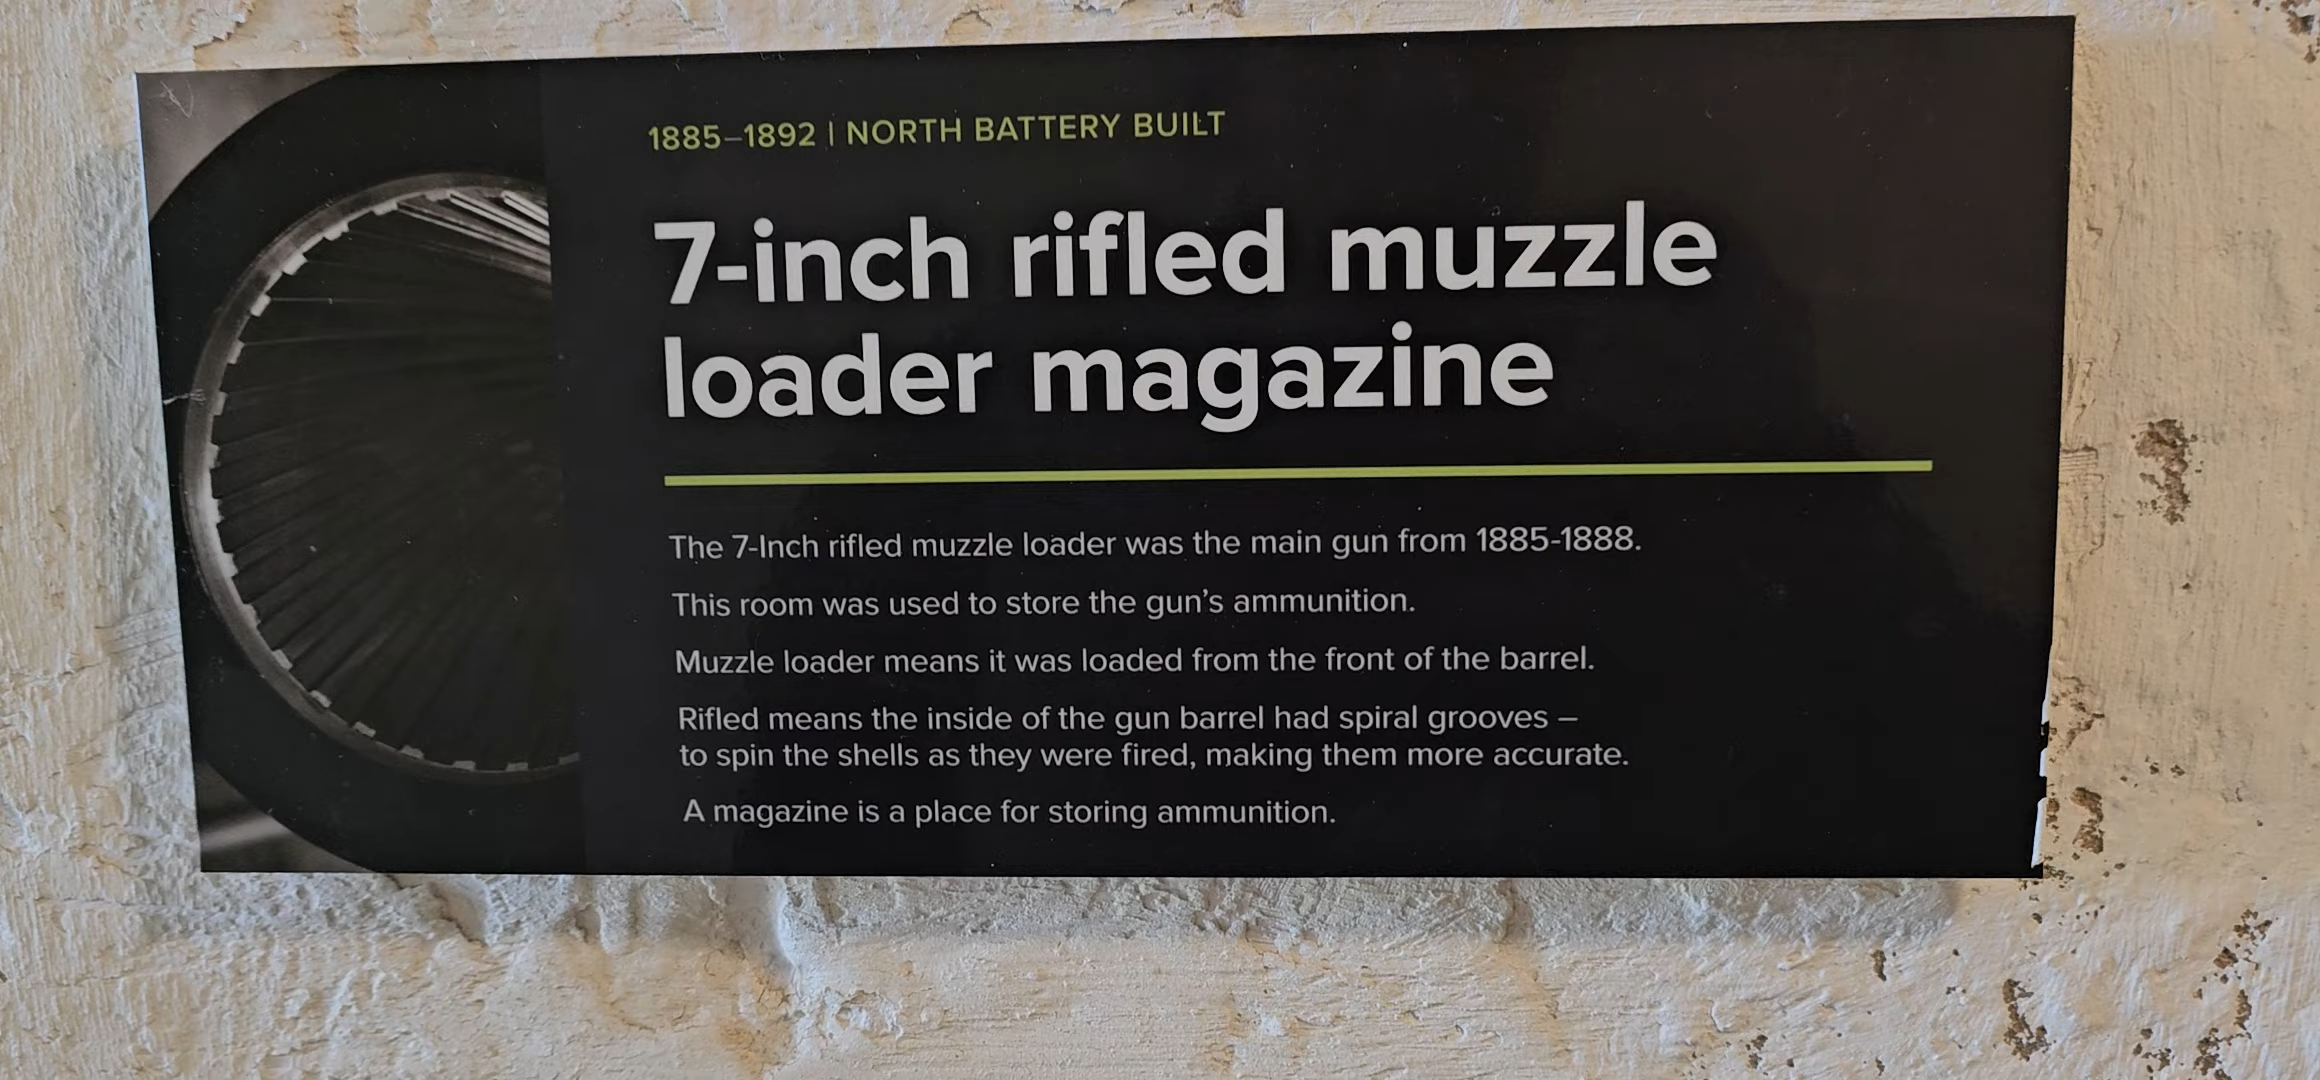 1885–1892 | NORTH BATTERY BUILT
7-inch rifled muzzle
loader magazine
The 7-Inch rifled muzzle loader was the main gun from 1885-1888.
This room was used to store the gun’s ammunition.
Muzzle loader means it was loaded from the front of the barrel.
Rifled means the inside of the gun barrel had spiral grooves –
to spin the shells as they were fired, making them more accurate.
A magazine is a place for storing ammunition.